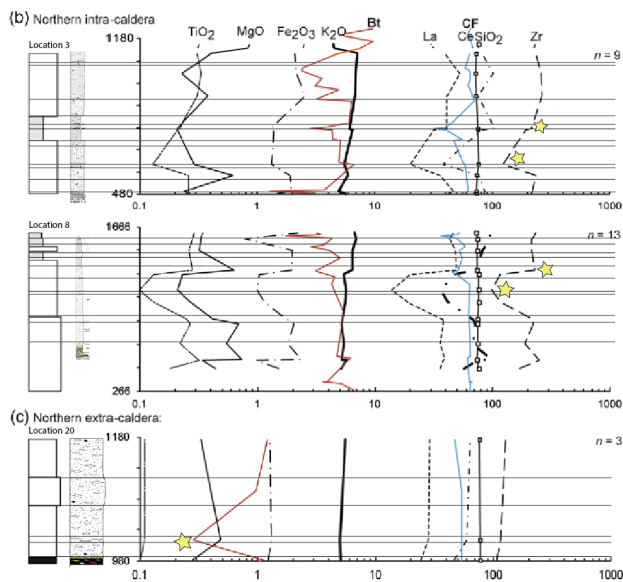 (b) Northern intra-caldera
Location 3
1180
TiO2 MgO Fe2O3 K2O Bt La CF CeSiO2 Zr
n = 9
480
0.1 1 10 100 1000
Location 8
1666
n = 13
266
0.1 1 10 100 1000
(c) Northern extra-caldera:
Location 20
1180
n = 3
980
0.1 1 10 100 1000